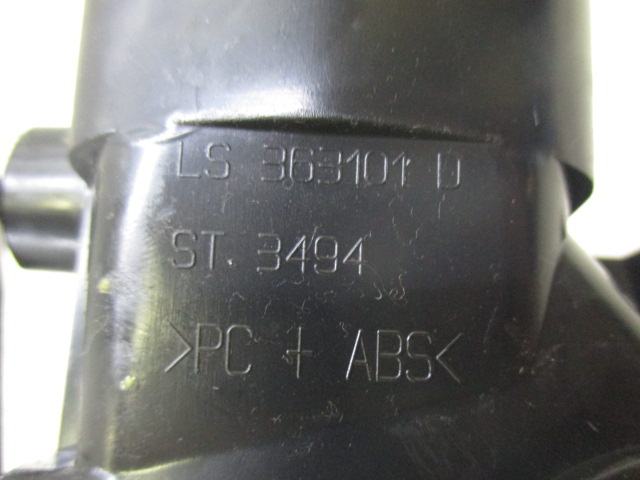 LS 363101 D
ST. 3494
>PC + ABS<